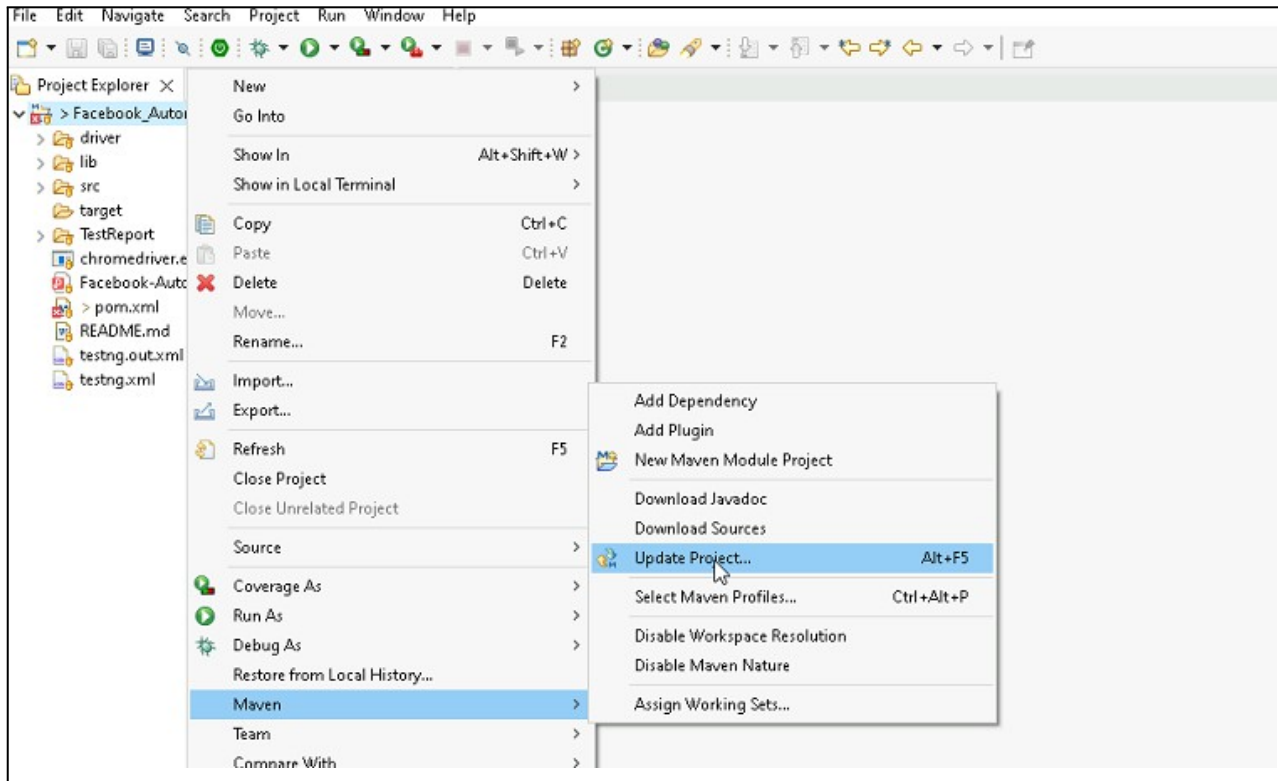 File Edit Navigate Search Project Run Window Help
Project Explorer
> Facebook_Autor
driver
lib
src
target
TestReport
chromedriver.e
Facebook-Autc
> pom.xml
README.md
testng.out.xml
testng.xml
New
Go Into
Show In Alt+Shift+W >
Show in Local Terminal
Copy Ctrl+C
Paste Ctrl+V
Delete Delete
Move...
Rename... F2
Import...
Export...
Refresh F5
Close Project
Close Unrelated Project
Source
Coverage As
Run As
Debug As
Restore from Local History...
Maven
Team
Compare With
Add Dependency
Add Plugin
New Maven Module Project
Download Javadoc
Download Sources
Update Project... Alt+F5
Select Maven Profiles... Ctrl+Alt+P
Disable Workspace Resolution
Disable Maven Nature
Assign Working Sets...